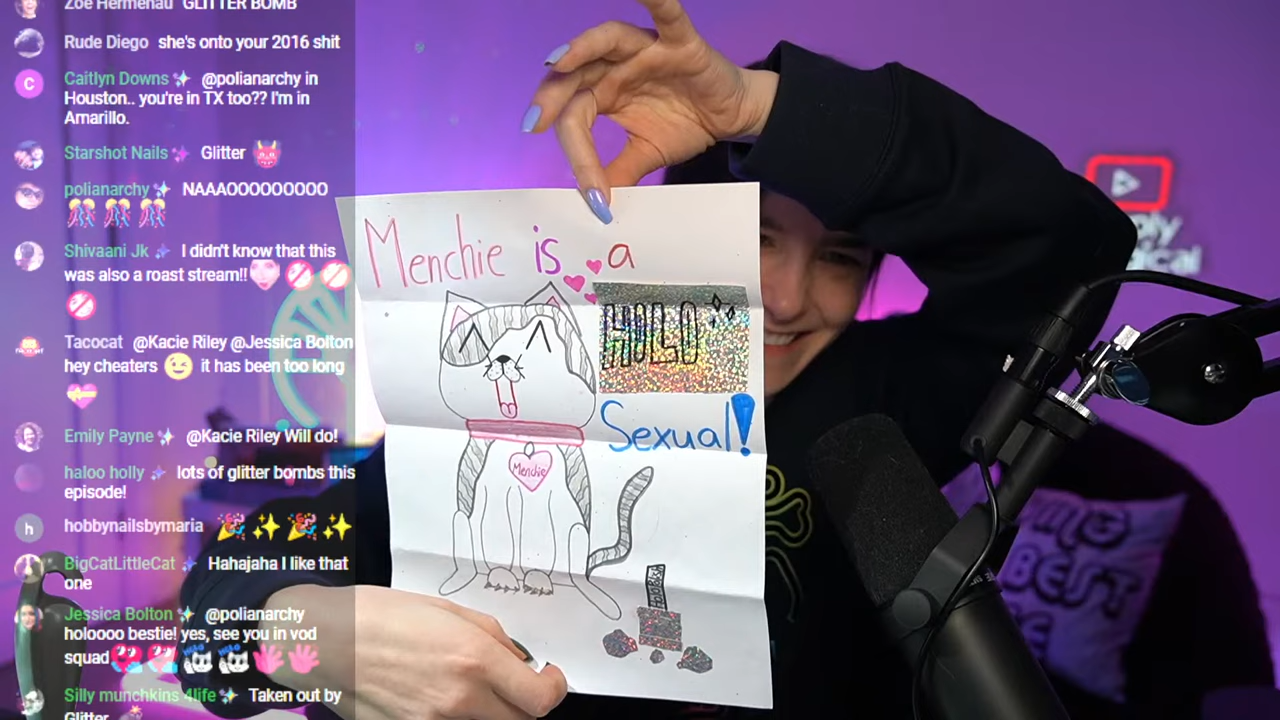 Zoe Hermenau GLITTER BOMB
Rude Diego she's onto your 2016 shit
C
Caitlyn Downs @polianarchy in
Houston.. you're in TX too?? I'm in
Amarillo.
Starshot Nails Glitter
polianarchy NAAAOOOOOOOOO
Shivaani Jk I didn't know that this
was also a roast stream!!
Tacocat @Kacie Riley @Jessica Bolton
hey cheaters it has been too long
Emily Payne @Kacie Riley Will do!
haloo holly lots of glitter bombs this
episode!
h
hobbynailsbymaria
BigCatLittleCat Hahajaha I like that
one
Jessica Bolton @polianarchy
holoooo bestie! yes, see you in vod
squad
Silly munchkins 4life Taken out by
Glitter
Menchie is a
HOLO
Sexual!
Menchie
BEST